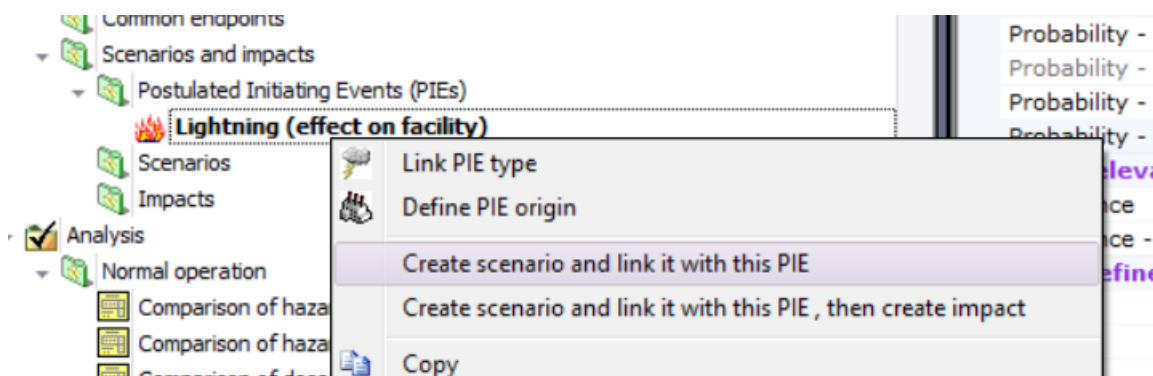 Common endpoints
Scenarios and impacts
Postulated Initiating Events (PIEs)
Lightning (effect on facility)
Scenarios
Impacts
Analysis
Normal operation
Comparison of haza
Comparison of haza
Link PIE type
Define PIE origin
Create scenario and link it with this PIE
Create scenario and link it with this PIE , then create impact
Copy
Probability -
Probability -
Probability -
Probability -
leva
nce
nce -
efine